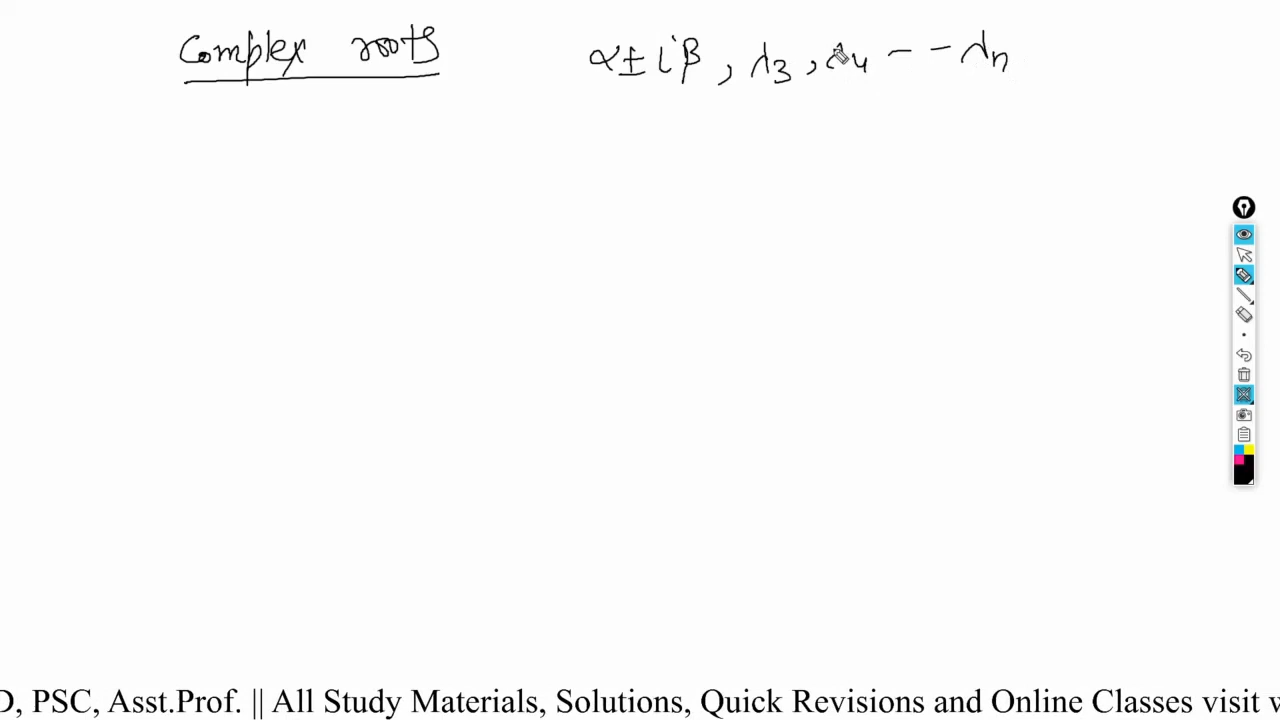 Complex roots
α ± iβ , λ3 , λ4 - - λn
D, PSC, Asst.Prof. || All Study Materials, Solutions, Quick Revisions and Online Classes visit